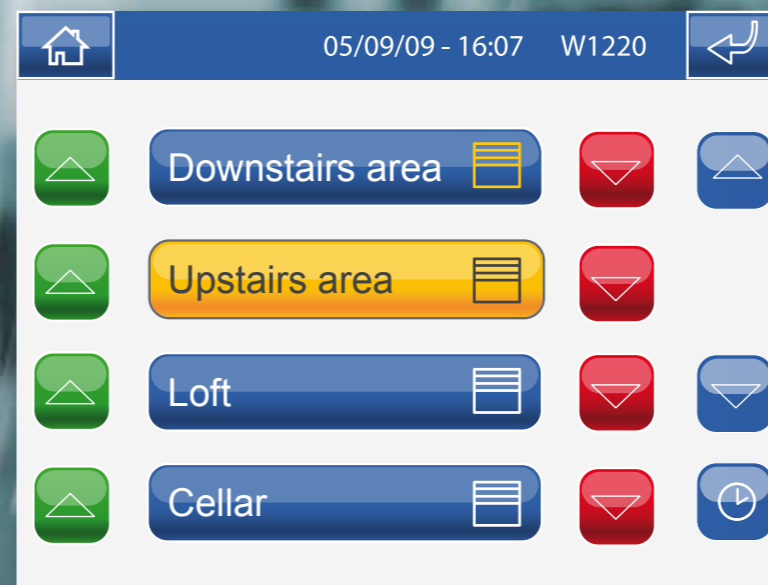 05/09/09 - 16:07 W1220
Downstairs area
Upstairs area
Loft
Cellar